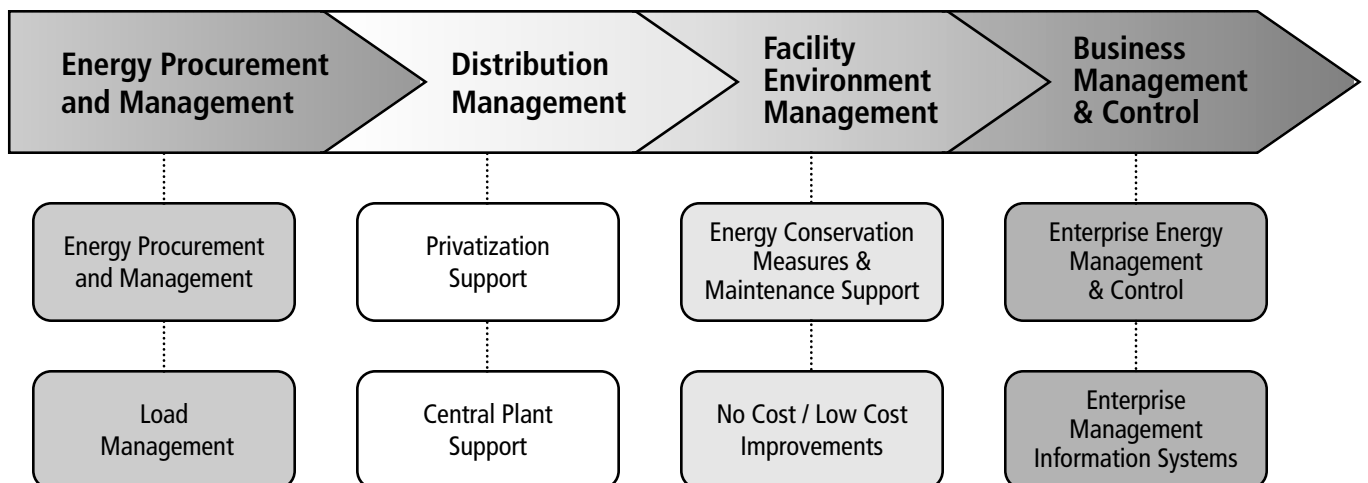 Energy Procurement
and Management
Distribution
Management
Facility
Environment
Management
Business
Management
& Control
Energy Procurement
and Management
Privatization
Support
Energy Conservation
Measures &
Maintenance Support
Enterprise Energy
Management
& Control
Load
Management
Central Plant
Support
No Cost / Low Cost
Improvements
Enterprise
Management
Information Systems